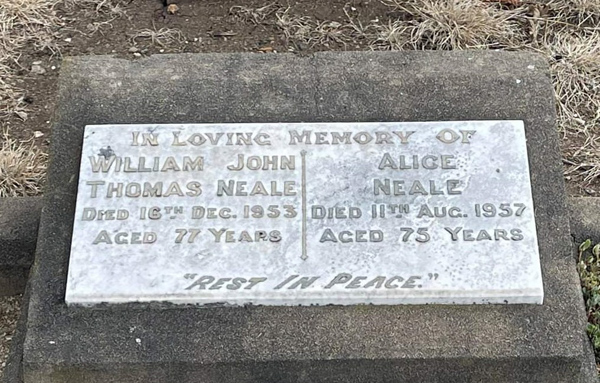 IN LOVING MEMORY OF
WILLIAM JOHN
THOMAS NEALE
DIED 16TH DEC. 1953
AGED 77 YEARS
ALICE
NEALE
DIED 11TH AUG. 1957
AGED 75 YEARS
"REST IN PEACE."